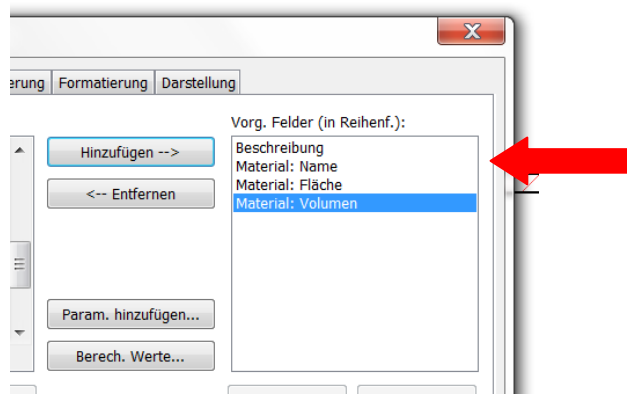 erung Formatierung Darstellung
Vorg. Felder (in Reihenf.):
Hinzufügen -->
<-- Entfernen
Beschreibung
Material: Name
Material: Fläche
Material: Volumen
Param. hinzufügen...
Berech. Werte...